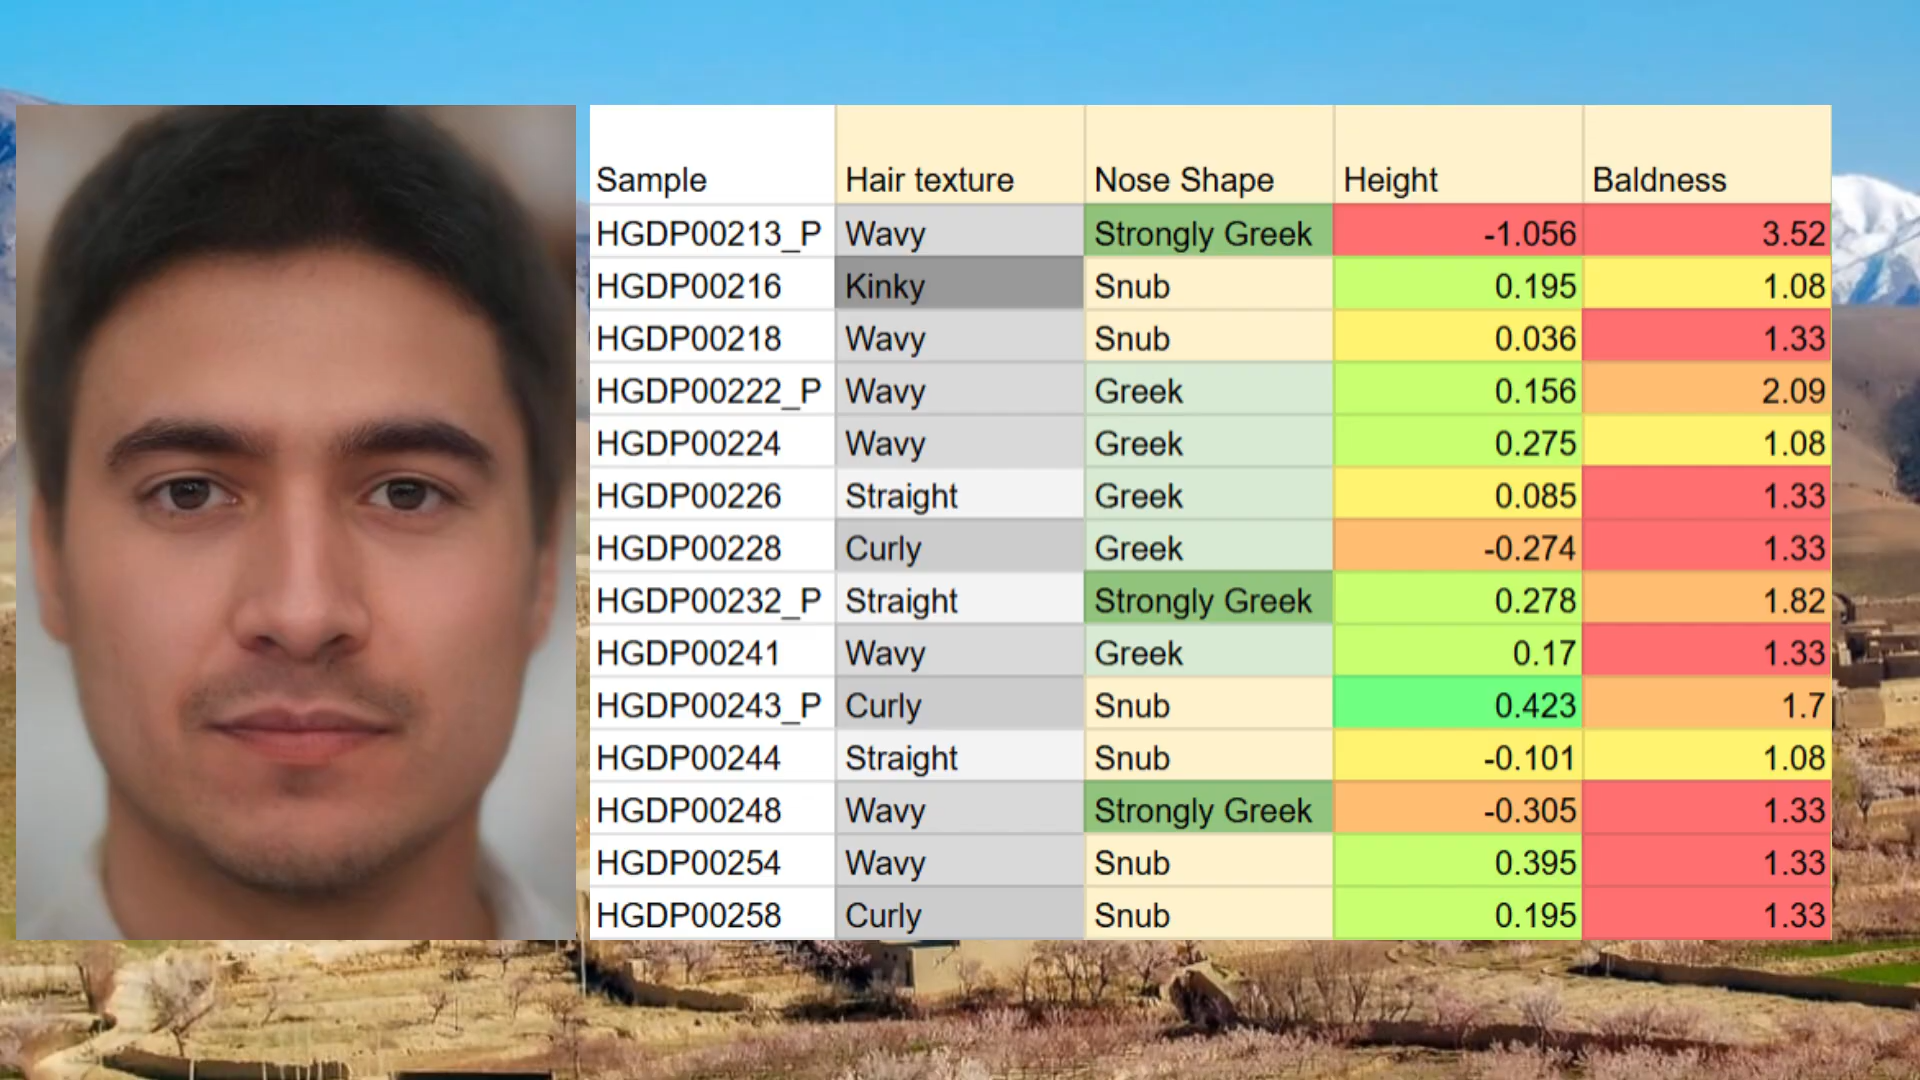 Sample Hair texture Nose Shape Height Baldness
HGDP00213_P Wavy Strongly Greek -1.056 3.52
HGDP00216 Kinky Snub 0.195 1.08
HGDP00218 Wavy Snub 0.036 1.33
HGDP00222_P Wavy Greek 0.156 2.09
HGDP00224 Wavy Greek 0.275 1.08
HGDP00226 Straight Greek 0.085 1.33
HGDP00228 Curly Greek -0.274 1.33
HGDP00232_P Straight Strongly Greek 0.278 1.82
HGDP00241 Wavy Greek 0.17 1.33
HGDP00243_P Curly Snub 0.423 1.7
HGDP00244 Straight Snub -0.101 1.08
HGDP00248 Wavy Strongly Greek -0.305 1.33
HGDP00254 Wavy Snub 0.395 1.33
HGDP00258 Curly Snub 0.195 1.33